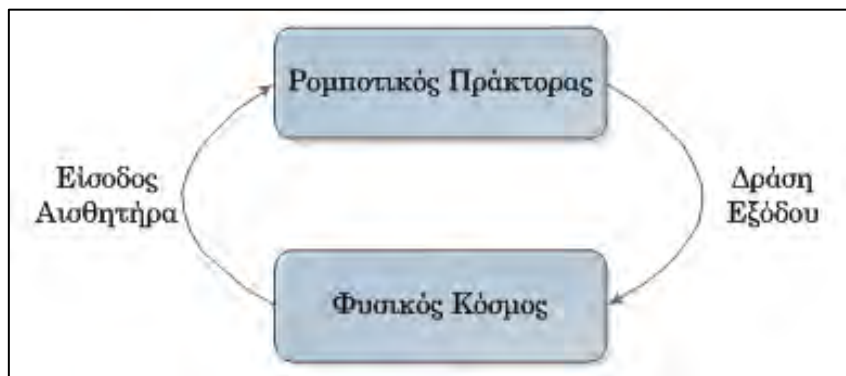 Ρομποτικός Πράκτορας
Είσοδος
Αισθητήρα
Δράση
Εξόδου
Φυσικός Κόσμος